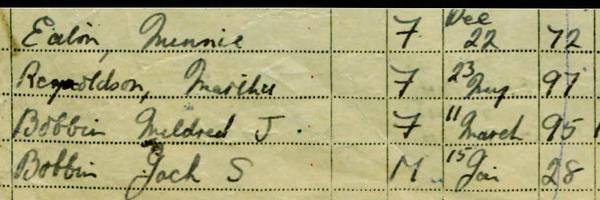 Eaton, Minnie F Dec 22 72
Reynoldson, Martha F 23 Aug 97
Bobbin Mildred J F 11 March 95
Bobbin Jack S M 15 Jan 28